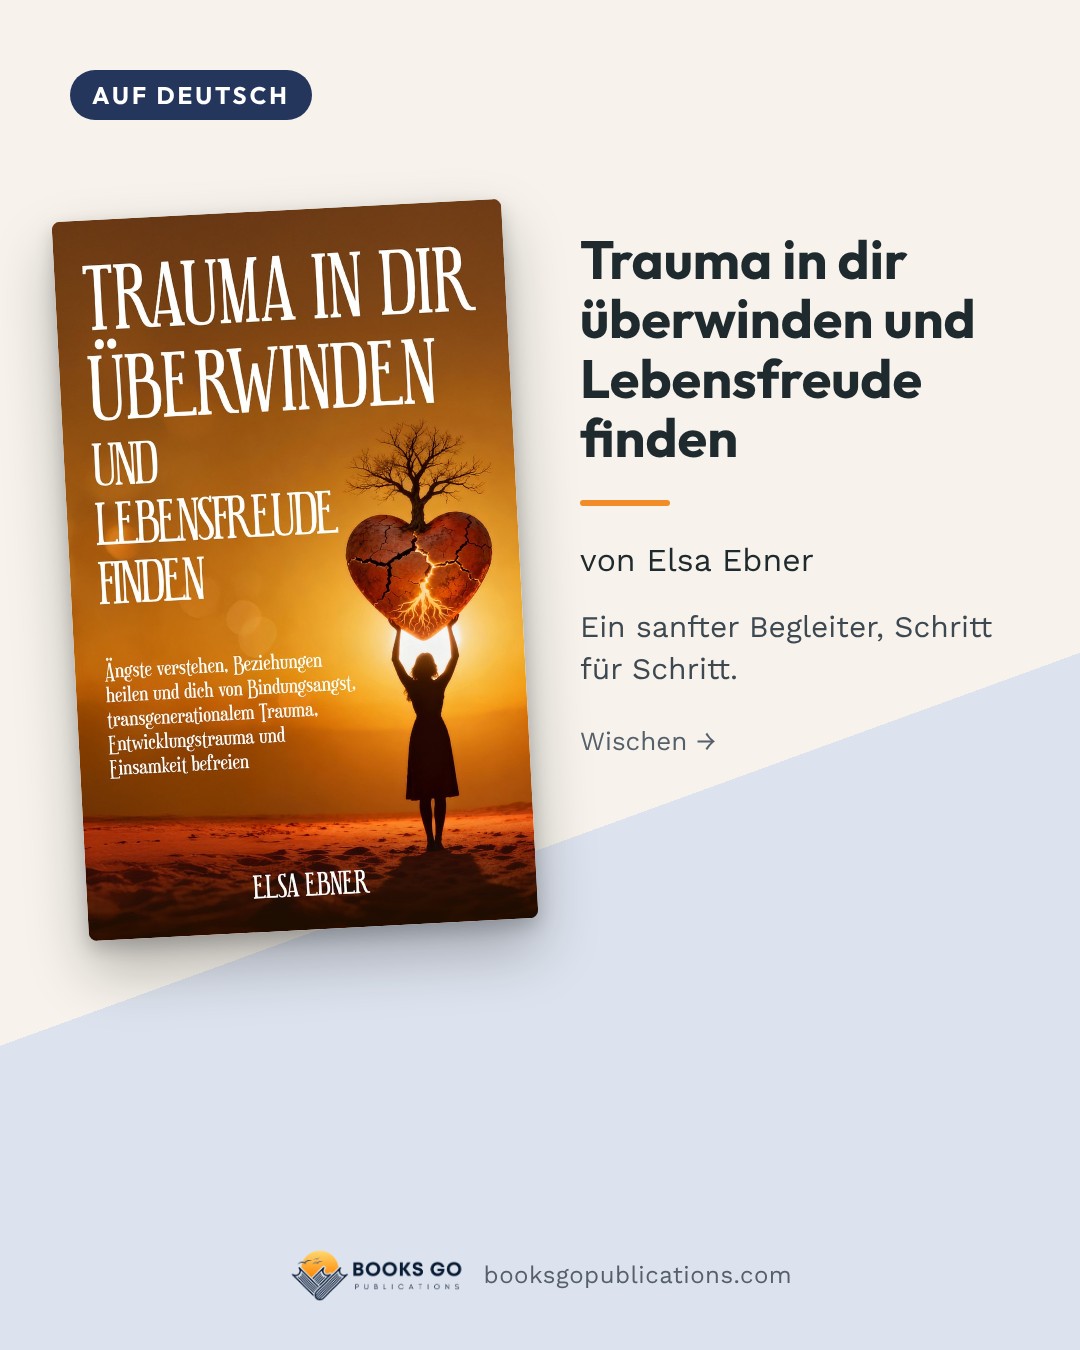 AUF DEUTSCH
TRAUMA IN DIR
ÜBERWINDEN
UND
LEBENSFREUDE
FINDEN
Ängste verstehen, Beziehungen
heilen und dich von Bindungsangst,
transgenerationalem Trauma,
Entwicklungstrauma und
Einsamkeit befreien
ELSA EBNER
Trauma in dir
überwinden und
Lebensfreude
finden
von Elsa Ebner
Ein sanfter Begleiter, Schritt
für Schritt.
Wischen →
BOOKS GO
PUBLICATIONS
booksgopublications.com